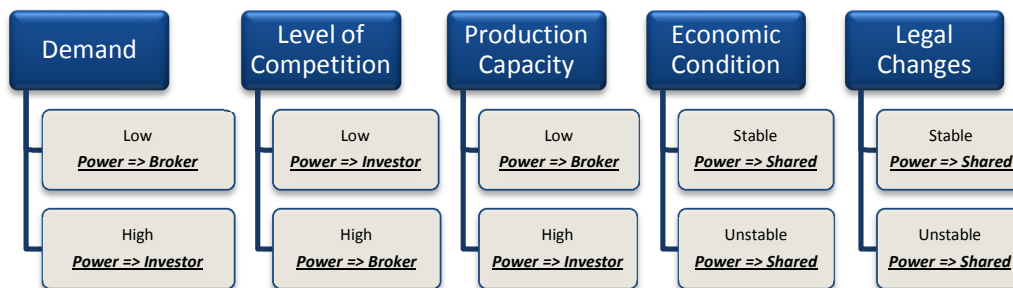 Demand
Low
Power => Broker
High
Power => Investor
Level of
Competition
Low
Power => Investor
High
Power => Broker
Production
Capacity
Low
Power => Broker
High
Power => Investor
Economic
Condition
Stable
Power => Shared
Unstable
Power => Shared
Legal
Changes
Stable
Power => Shared
Unstable
Power => Shared